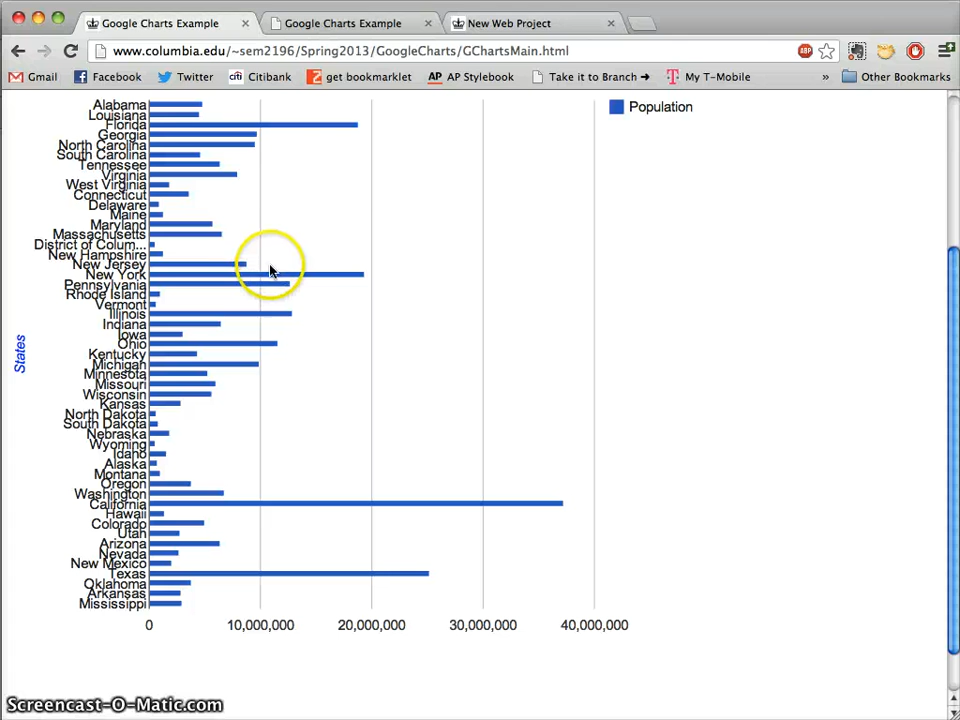 Google Charts Example
Google Charts Example
New Web Project
www.columbia.edu/~sem2196/Spring2013/GoogleCharts/GChartsMain.html
ABP
Gmail
Facebook
Twitter
citi Citibank
get bookmarklet
AP AP Stylebook
Take it to Branch →
My T-Mobile
»
Other Bookmarks
Population
States
Alabama
Louisiana
Florida
Georgia
North Carolina
South Carolina
Tennessee
Virginia
West Virginia
Connecticut
Delaware
Maine
Maryland
Massachusetts
District of Colum...
New Hampshire
New Jersey
New York
Pennsylvania
Rhode Island
Vermont
Illinois
Indiana
Iowa
Ohio
Kentucky
Michigan
Minnesota
Missouri
Wisconsin
Kansas
North Dakota
South Dakota
Nebraska
Wyoming
Idaho
Alaska
Montana
Oregon
Washington
California
Hawaii
Colorado
Utah
Arizona
Nevada
New Mexico
Texas
Oklahoma
Arkansas
Mississippi
0 10,000,000 20,000,000 30,000,000 40,000,000
Screencast-O-Matic.com